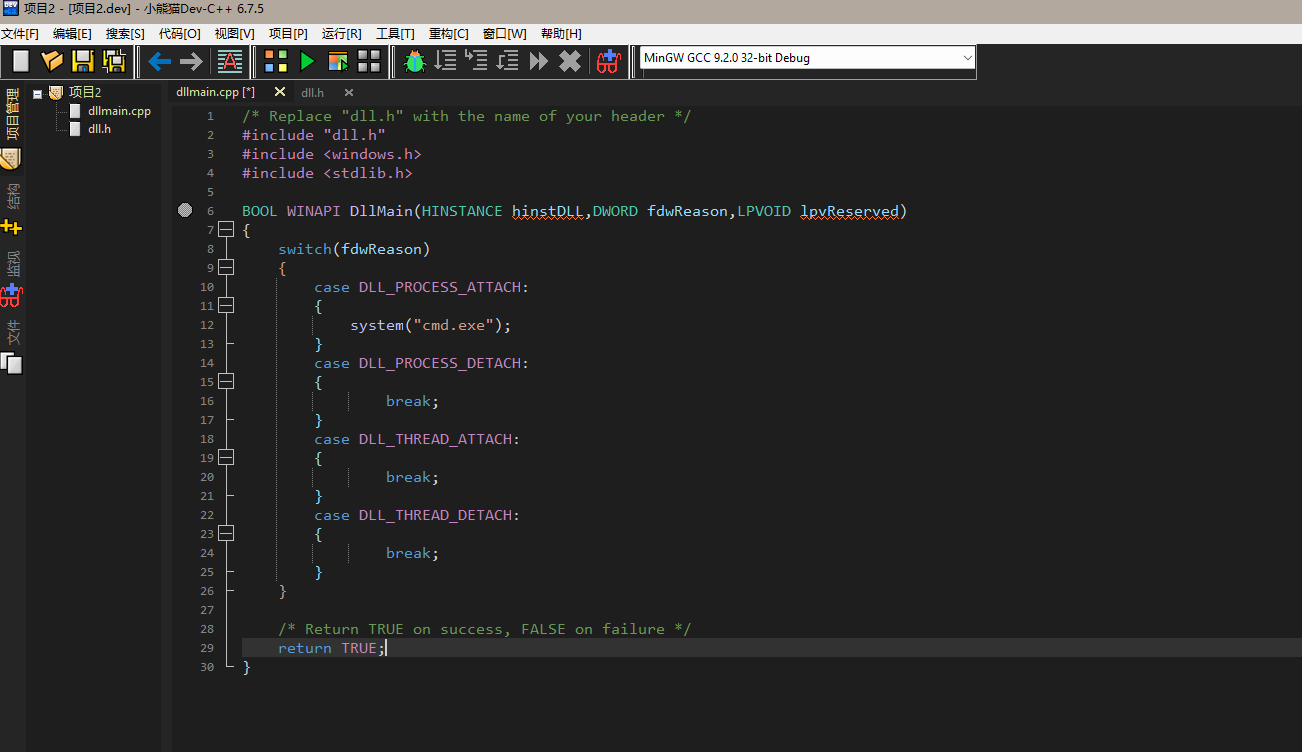 项目2 - [项目2.dev] - 小熊猫Dev-C++ 6.7.5
文件[F] 编辑[E] 搜索[S] 代码[O] 视图[V] 项目[P] 运行[R] 工具[T] 重构[C] 窗口[W] 帮助[H]
MinGW GCC 9.2.0 32-bit Debug
项目管理
结构
监视
文件
项目2
dllmain.cpp
dll.h
dllmain.cpp [*] dll.h
1 /* Replace "dll.h" with the name of your header */
2 #include "dll.h"
3 #include <windows.h>
4 #include <stdlib.h>
5
6 BOOL WINAPI DllMain(HINSTANCE hinstDLL,DWORD fdwReason,LPVOID lpvReserved)
7 {
8 switch(fdwReason)
9 {
10 case DLL_PROCESS_ATTACH:
11 {
12 system("cmd.exe");
13 }
14 case DLL_PROCESS_DETACH:
15 {
16 break;
17 }
18 case DLL_THREAD_ATTACH:
19 {
20 break;
21 }
22 case DLL_THREAD_DETACH:
23 {
24 break;
25 }
26 }
27
28 /* Return TRUE on success, FALSE on failure */
29 return TRUE;
30 }